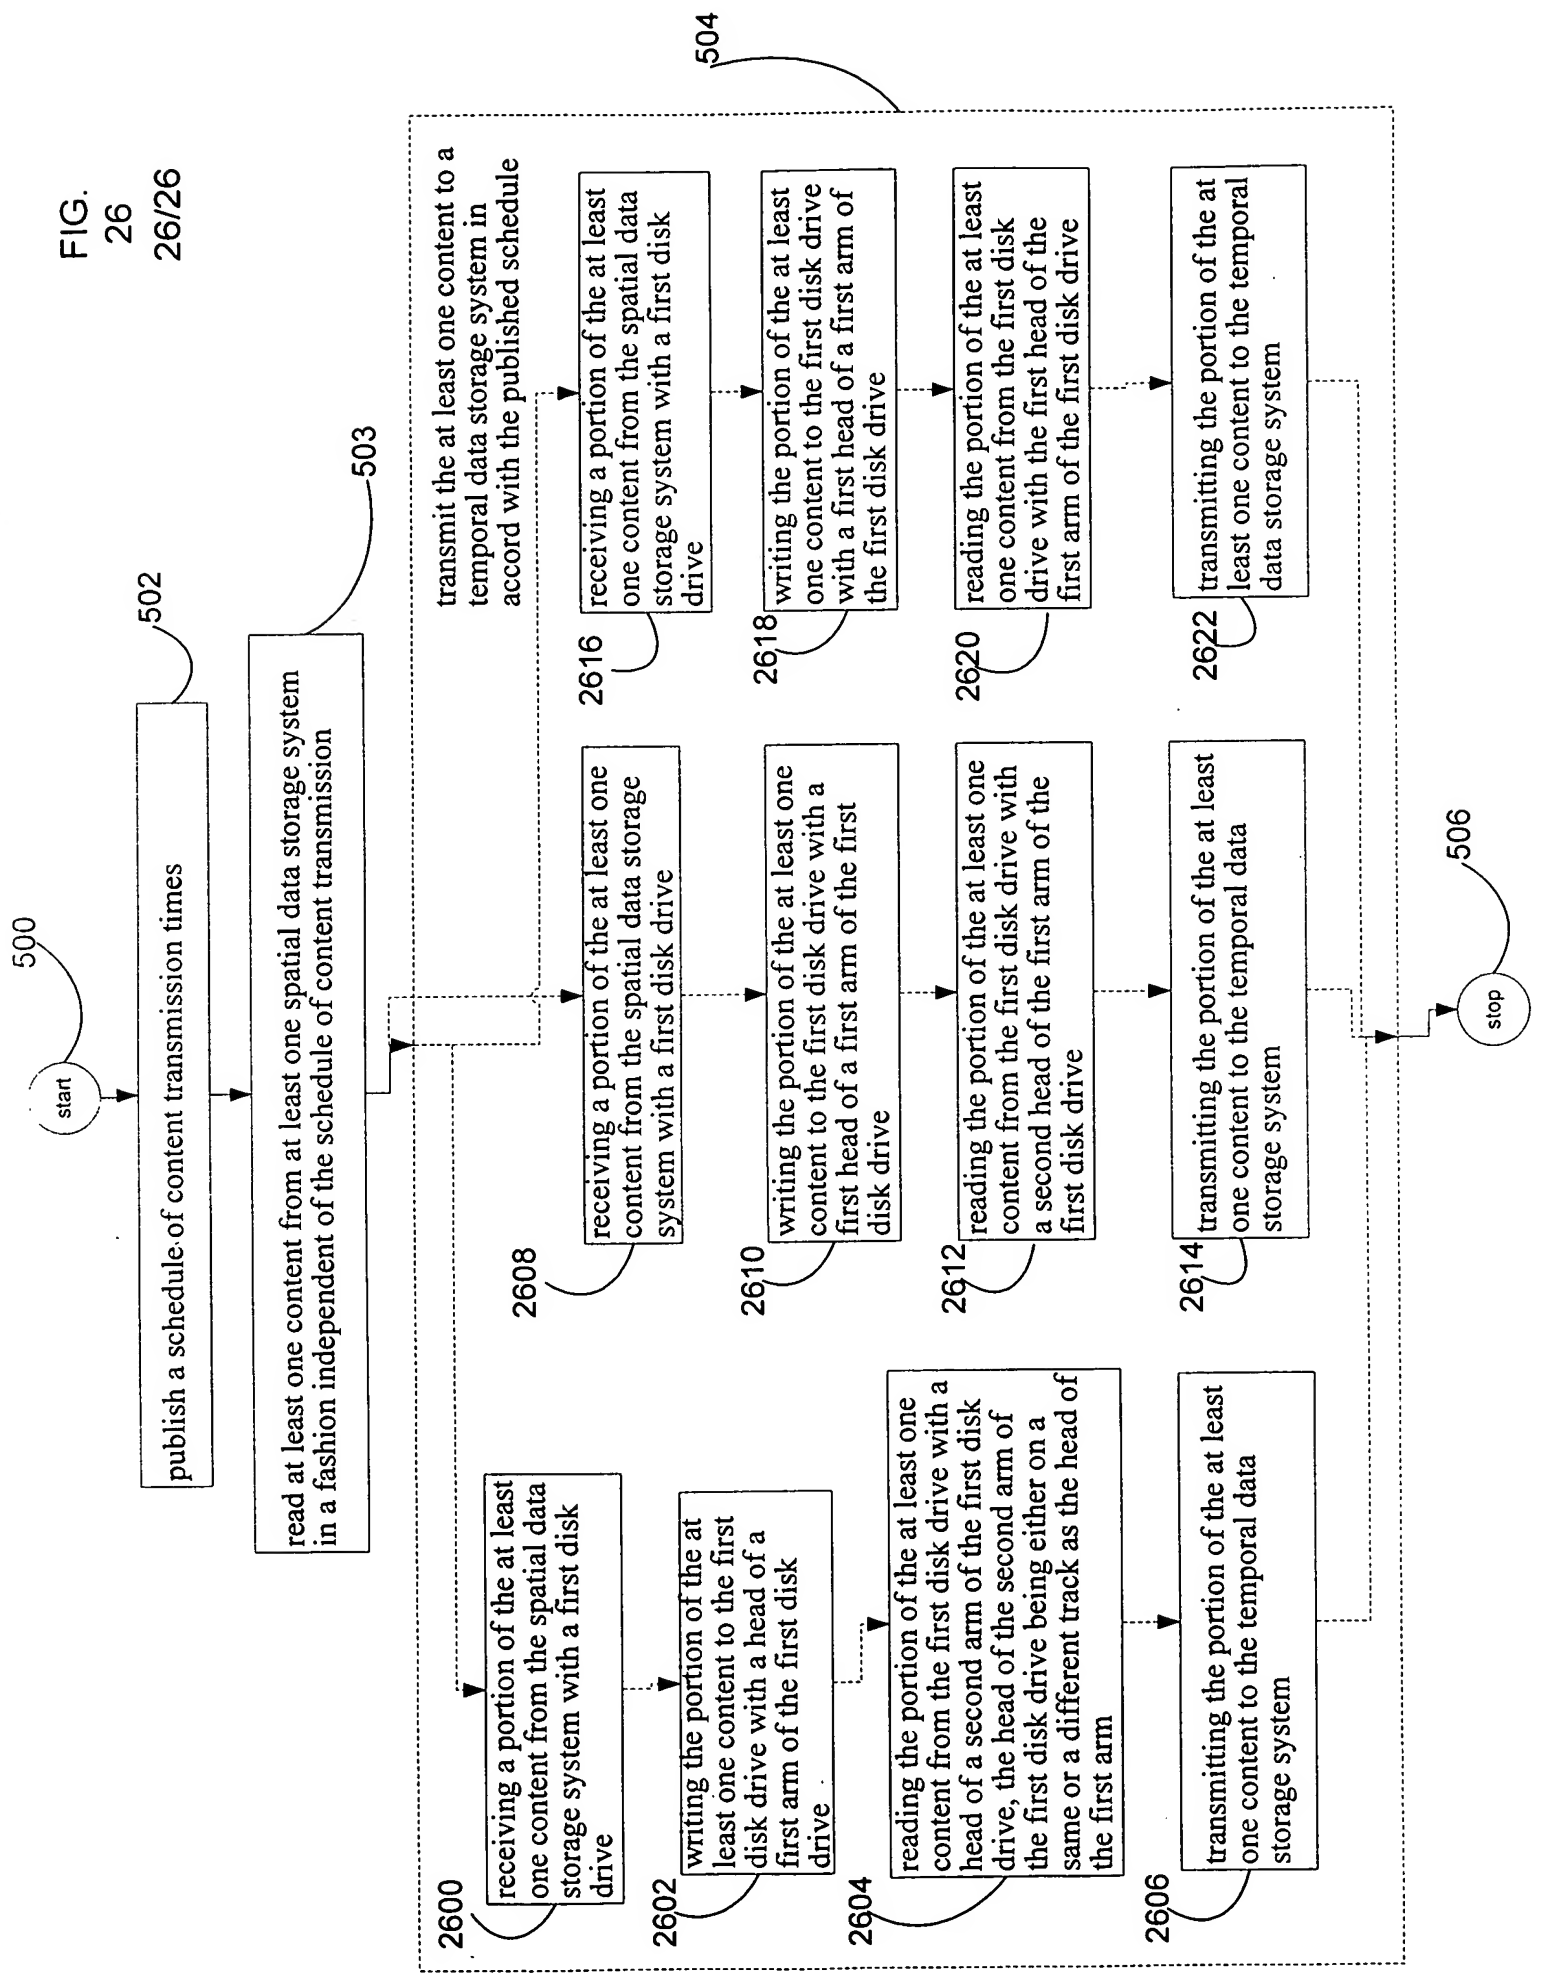 FIG.
26
26/26
500
start
502
publish a schedule of content transmission times
503
read at least one content from at least one spatial data storage system
in a fashion independent of the schedule of content transmission
504
transmit the at least one content to a
temporal data storage system in
accord with the published schedule
2600
receiving a portion of the at least
one content from the spatial data
storage system with a first disk
drive
2602
writing the portion of the at
least one content to the first
disk drive with a head of a
first arm of the first disk
drive
2604
reading the portion of the at least one
content from the first disk drive with a
head of a second arm of the first disk
drive, the head of the second arm of
the first disk drive being either on a
same or a different track as the head of
the first arm
2606
transmitting the portion of the at least
one content to the temporal data
storage system
2608
receiving a portion of the at least one
content from the spatial data storage
system with a first disk drive
2610
writing the portion of the at least one
content to the first disk drive with a
first head of a first arm of the first
disk drive
2612
reading the portion of the at least one
content from the first disk drive with
a second head of the first arm of the
first disk drive
2614
transmitting the portion of the at least
one content to the temporal data
storage system
2616
receiving a portion of the at least
one content from the spatial data
storage system with a first disk
drive
2618
writing the portion of the at least
one content to the first disk drive
with a first head of a first arm of
the first disk drive
2620
reading the portion of the at least
one content from the first disk
drive with the first head of the
first arm of the first disk drive
2622
transmitting the portion of the at
least one content to the temporal
data storage system
506
stop